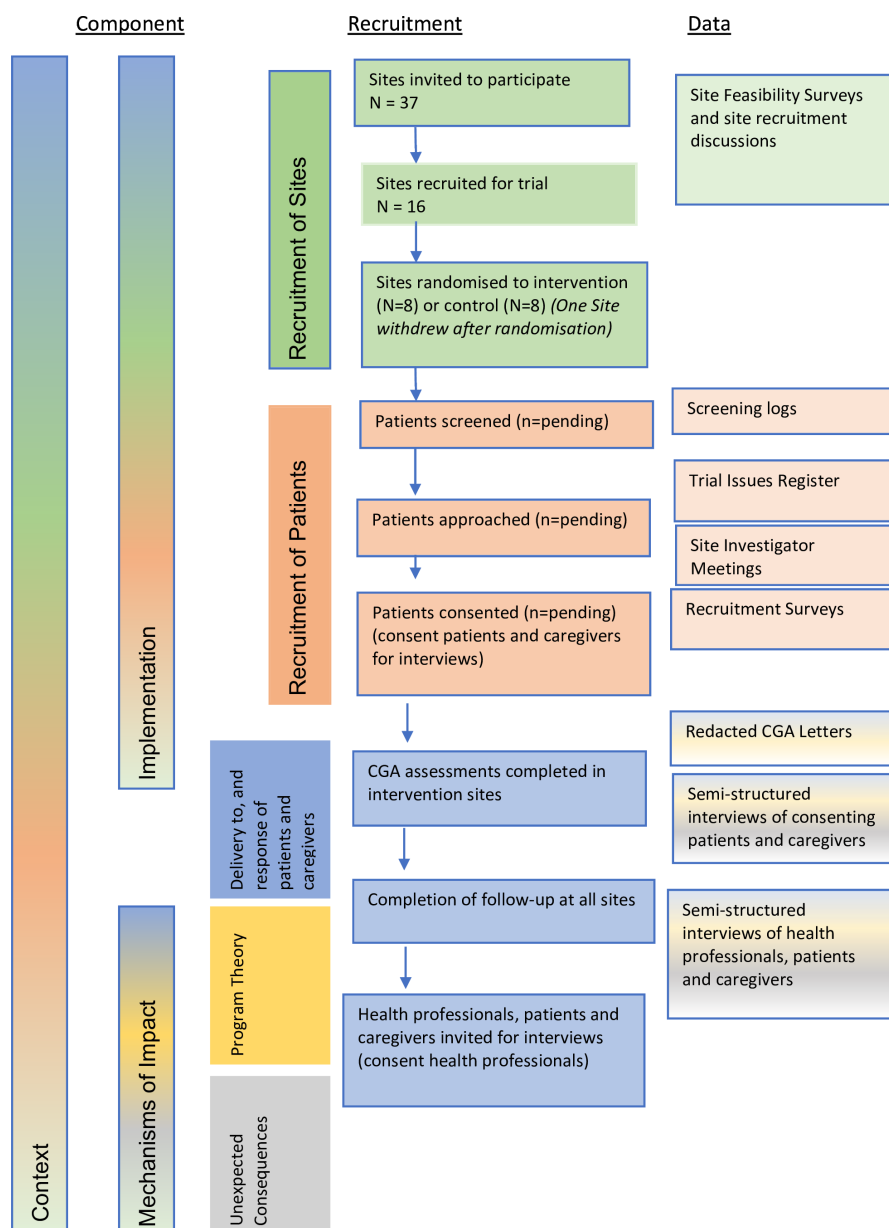 Component
Recruitment
Data
Context
Implementation
Mechanisms of Impact
Recruitment of Sites
Sites invited to participate
N = 37
Sites recruited for trial
N = 16
Sites randomised to intervention
(N=8) or control (N=8) (One Site
withdrew after randomisation)
Site Feasibility Surveys
and site recruitment
discussions
Recruitment of Patients
Patients screened (n=pending)
Patients approached (n=pending)
Patients consented (n=pending)
(consent patients and caregivers
for interviews)
Screening logs
Trial Issues Register
Site Investigator
Meetings
Recruitment Surveys
Delivery to, and
response of
patients and
caregivers
CGA assessments completed in
intervention sites
Completion of follow-up at all sites
Redacted CGA Letters
Semi-structured
interviews of consenting
patients and caregivers
Program Theory
Health professionals, patients and
caregivers invited for interviews
(consent health professionals)
Semi-structured
interviews of health
professionals, patients
and caregivers
Unexpected
Consequences